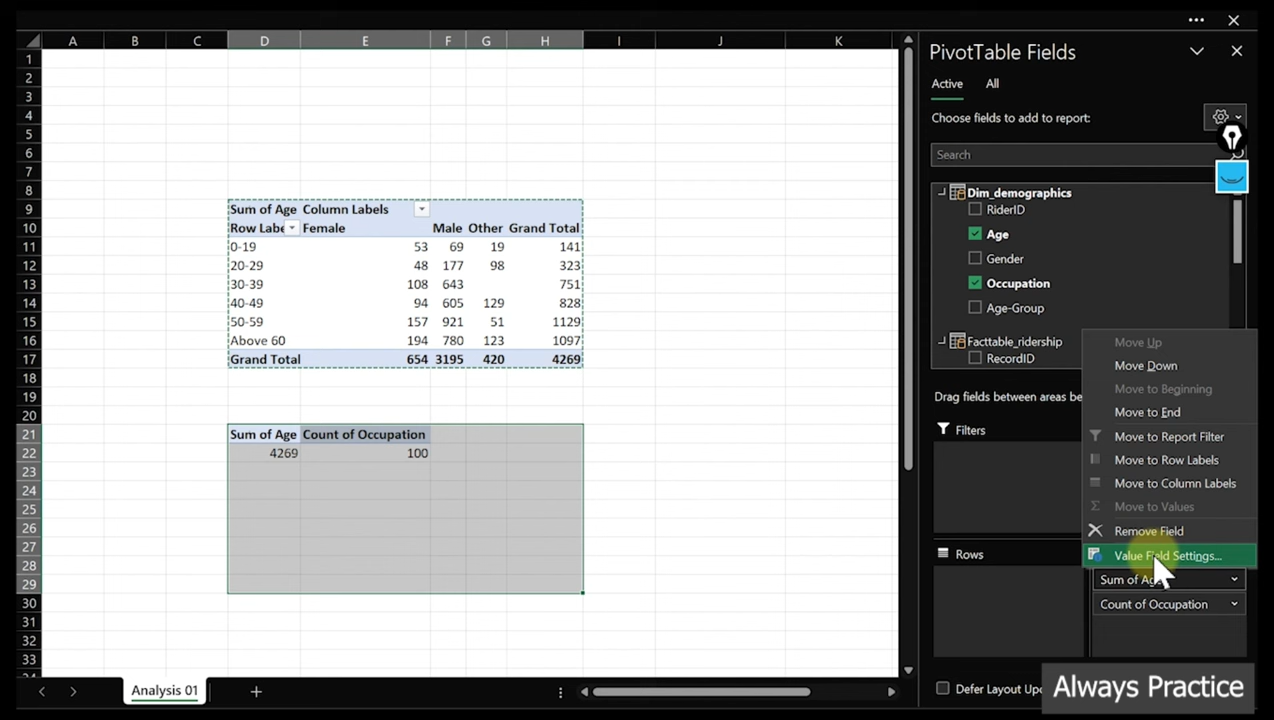 PivotTable Fields
Active All
Choose fields to add to report:
Search
Dim_demographics
RiderID
Age
Gender
Occupation
Age-Group
Facttable_ridership
RecordID
Drag fields between areas be
Filters
Rows
Move Up
Move Down
Move to Beginning
Move to End
Move to Report Filter
Move to Row Labels
Move to Column Labels
Σ Move to Values
Remove Field
Value Field Settings...
Sum of Ag
Count of Occupation
Defer Layout Up
Always Practice
A B C D E F G H I J K
1
2
3
4
5
6
7
8
9 Sum of Age Column Labels
10 Row Labe Female Male Other Grand Total
11 0-19 53 69 19 141
12 20-29 48 177 98 323
13 30-39 108 643 751
14 40-49 94 605 129 828
15 50-59 157 921 51 1129
16 Above 60 194 780 123 1097
17 Grand Total 654 3195 420 4269
18
19
20
21 Sum of Age Count of Occupation
22 4269 100
23
24
25
26
27
28
29
30
31
32
33
Analysis 01